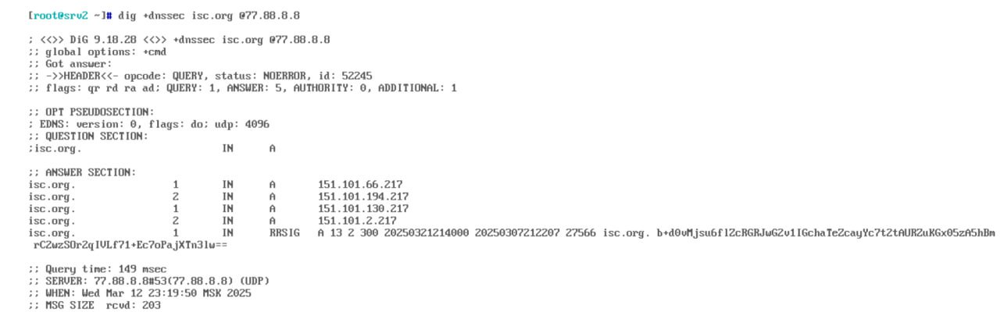 [root@srv2 ~]# dig +dnssec isc.org @77.88.8.8
; <<>> DiG 9.18.28 <<>> +dnssec isc.org @77.88.8.8
;; global options: +cmd
;; Got answer:
;; ->>HEADER<<- opcode: QUERY, status: NOERROR, id: 52245
;; flags: qr rd ra ad; QUERY: 1, ANSWER: 5, AUTHORITY: 0, ADDITIONAL: 1
;; OPT PSEUDOSECTION:
; EDNS: version: 0, flags: do; udp: 4096
;; QUESTION SECTION:
;isc.org. IN A
;; ANSWER SECTION:
isc.org. 1 IN A 151.101.66.217
isc.org. 2 IN A 151.101.194.217
isc.org. 1 IN A 151.101.130.217
isc.org. 2 IN A 151.101.2.217
isc.org. 1 IN RRSIG A 13 2 300 20250321214000 20250307212207 27566 isc.org.
;; Query time: 149 msec
;; SERVER: 77.88.8.8#53(77.88.8.8) (UDP)
;; WHEN: Wed Mar 12 23:19:50 MSK 2025
;; MSG SIZE rcvd: 203